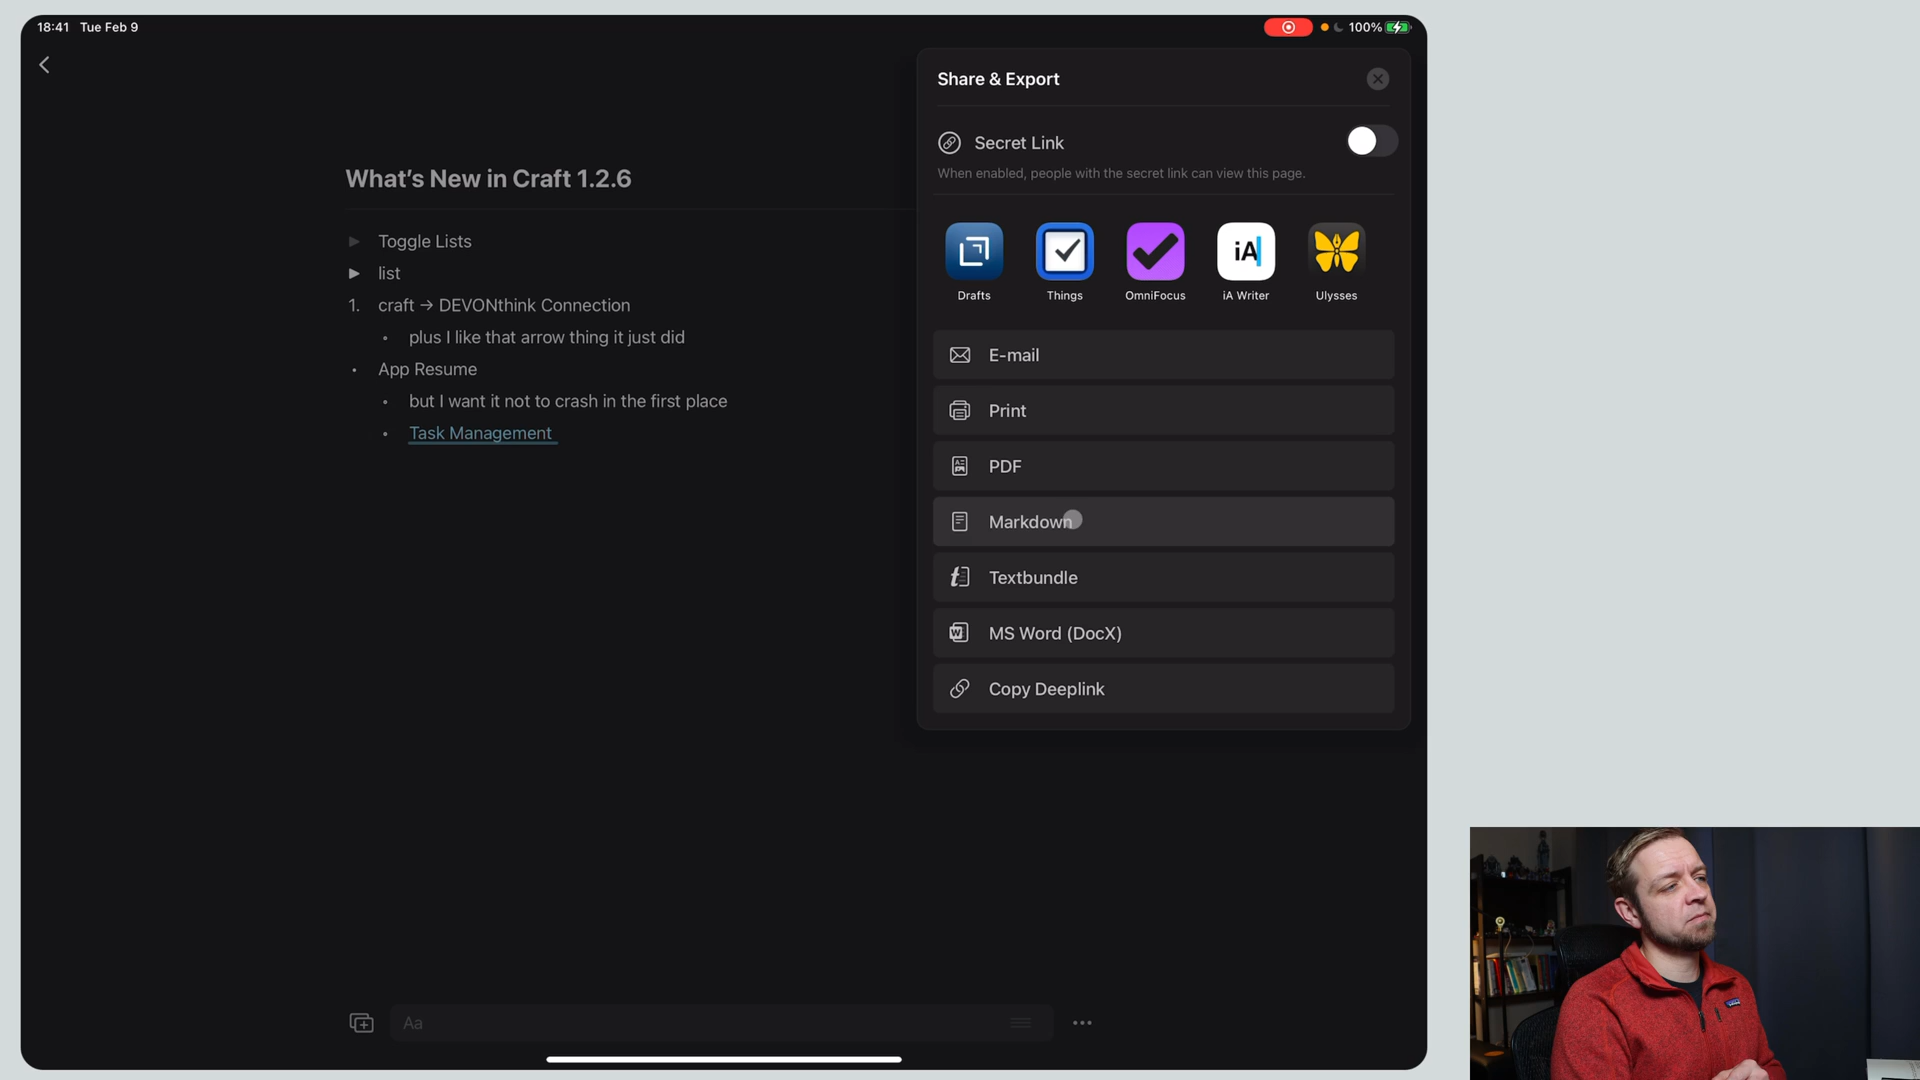 18:41 Tue Feb 9
100%
Share & Export
Secret Link
When enabled, people with the secret link can view this page.
What's New in Craft 1.2.6
Toggle Lists
list
1. craft → DEVONthink Connection
• plus I like that arrow thing it just did
• App Resume
• but I want it not to crash in the first place
• Task Management
iA
Drafts
Things
OmniFocus
iA Writer
Ulysses
E-mail
Print
PDF
Markdown
Textbundle
MS Word (DocX)
Copy Deeplink
Aa